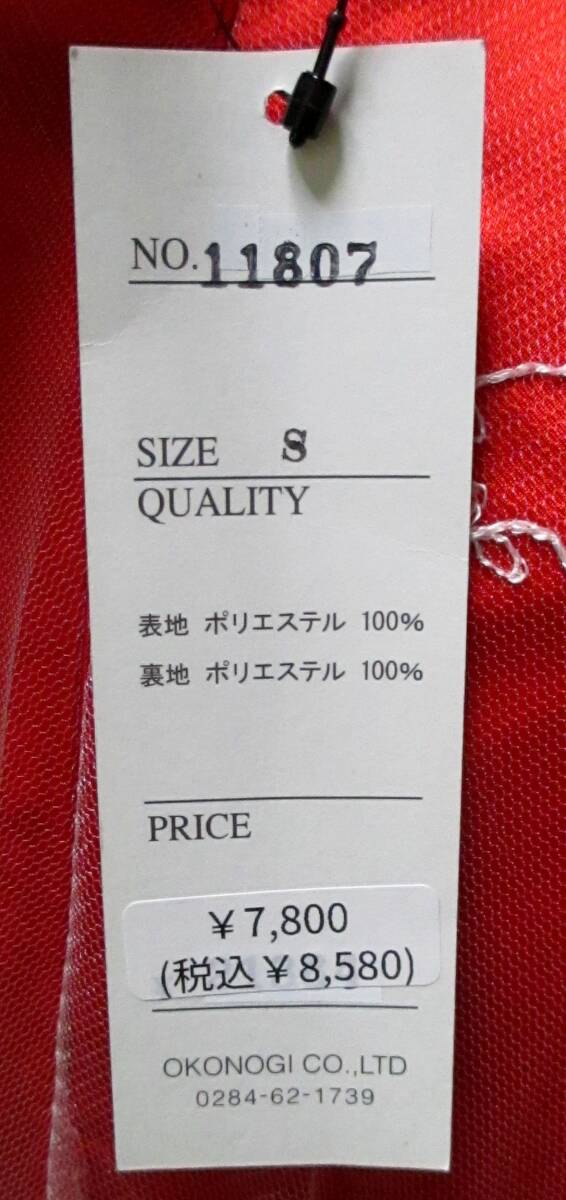 NO.11807
SIZE S
QUALITY
表地 ポリエステル 100%
裏地 ポリエステル 100%
PRICE
￥7,800
(税込￥8,580)
OKONOGI CO.,LTD
0284-62-1739